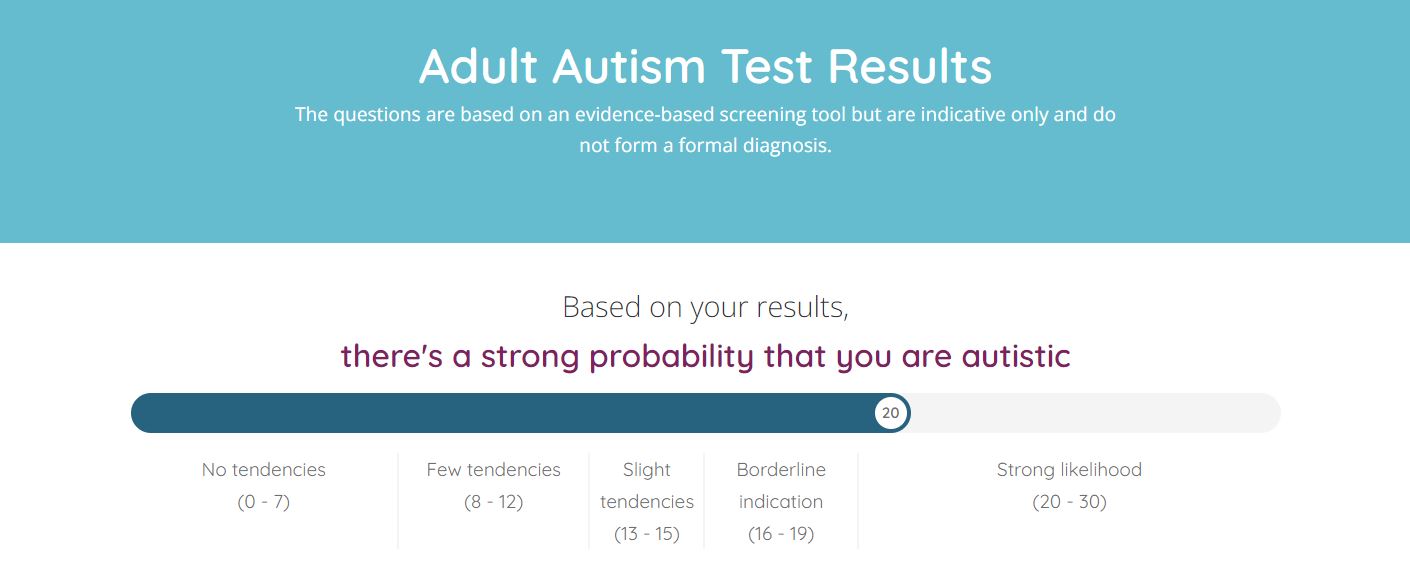 Adult Autism Test Results
The questions are based on an evidence-based screening tool but are indicative only and do
not form a formal diagnosis.
Based on your results,
there's a strong probability that you are autistic
20
No tendencies
(0 - 7)
Few tendencies
(8 - 12)
Slight
tendencies
(13 - 15)
Borderline
indication
(16 - 19)
Strong likelihood
(20 - 30)